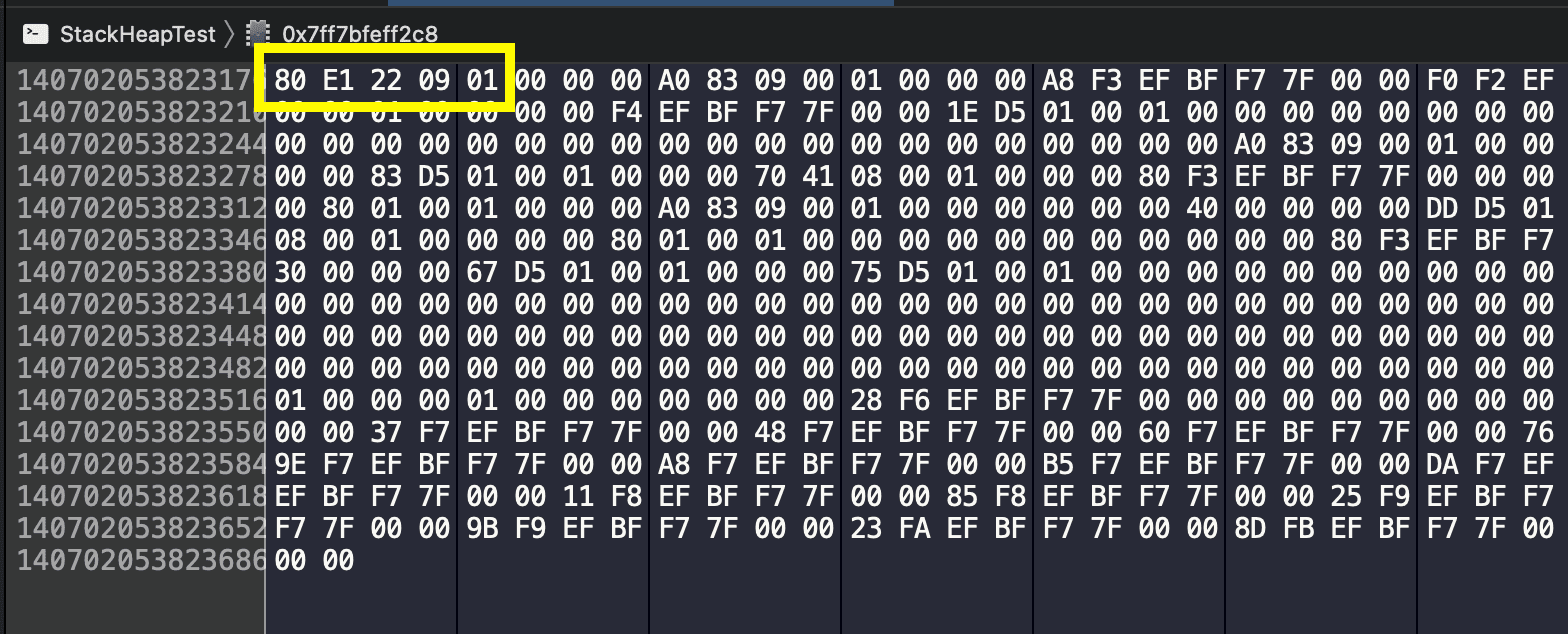 StackHeapTest 〉 0x7ff7bfeff2c8
14070205382317 80 E1 22 09 01 00 00 00 A0 83 09 00 01 00 00 00 A8 F3 EF BF F7 7F 00 00 F0 F2 EF
140702053823210 00 00 01 00 00 00 00 F4 EF BF F7 7F 00 00 1E D5 01 00 01 00 00 00 00 00 00 00 00
140702053823244 00 00 00 00 00 00 00 00 00 00 00 00 00 00 00 00 00 00 00 00 A0 83 09 00 01 00 00
140702053823278 00 00 83 D5 01 00 01 00 00 00 70 41 08 00 01 00 00 00 80 F3 EF BF F7 7F 00 00 00
140702053823312 00 80 01 00 01 00 00 00 A0 83 09 00 01 00 00 00 00 00 00 40 00 00 00 00 DD D5 01
140702053823346 08 00 01 00 00 00 00 80 01 00 01 00 00 00 00 00 00 00 00 00 00 00 80 F3 EF BF F7
140702053823380 30 00 00 00 67 D5 01 00 01 00 00 00 75 D5 01 00 01 00 00 00 00 00 00 00 00 00 00
140702053823414 00 00 00 00 00 00 00 00 00 00 00 00 00 00 00 00 00 00 00 00 00 00 00 00 00 00 00
140702053823448 00 00 00 00 00 00 00 00 00 00 00 00 00 00 00 00 00 00 00 00 00 00 00 00 00 00 00
140702053823482 00 00 00 00 00 00 00 00 00 00 00 00 00 00 00 00 00 00 00 00 00 00 00 00 00 00 00
140702053823516 01 00 00 00 01 00 00 00 00 00 00 00 28 F6 EF BF F7 7F 00 00 00 00 00 00 00 00 00
140702053823550 00 00 37 F7 EF BF F7 7F 00 00 48 F7 EF BF F7 7F 00 00 60 F7 EF BF F7 7F 00 00 76
140702053823584 9E F7 EF BF F7 7F 00 00 A8 F7 EF BF F7 7F 00 00 B5 F7 EF BF F7 7F 00 00 DA F7 EF
140702053823618 EF BF F7 7F 00 00 11 F8 EF BF F7 7F 00 00 85 F8 EF BF F7 7F 00 00 25 F9 EF BF F7
140702053823652 F7 7F 00 00 9B F9 EF BF F7 7F 00 00 23 FA EF BF F7 7F 00 00 8D FB EF BF F7 7F 00
140702053823686 00 00